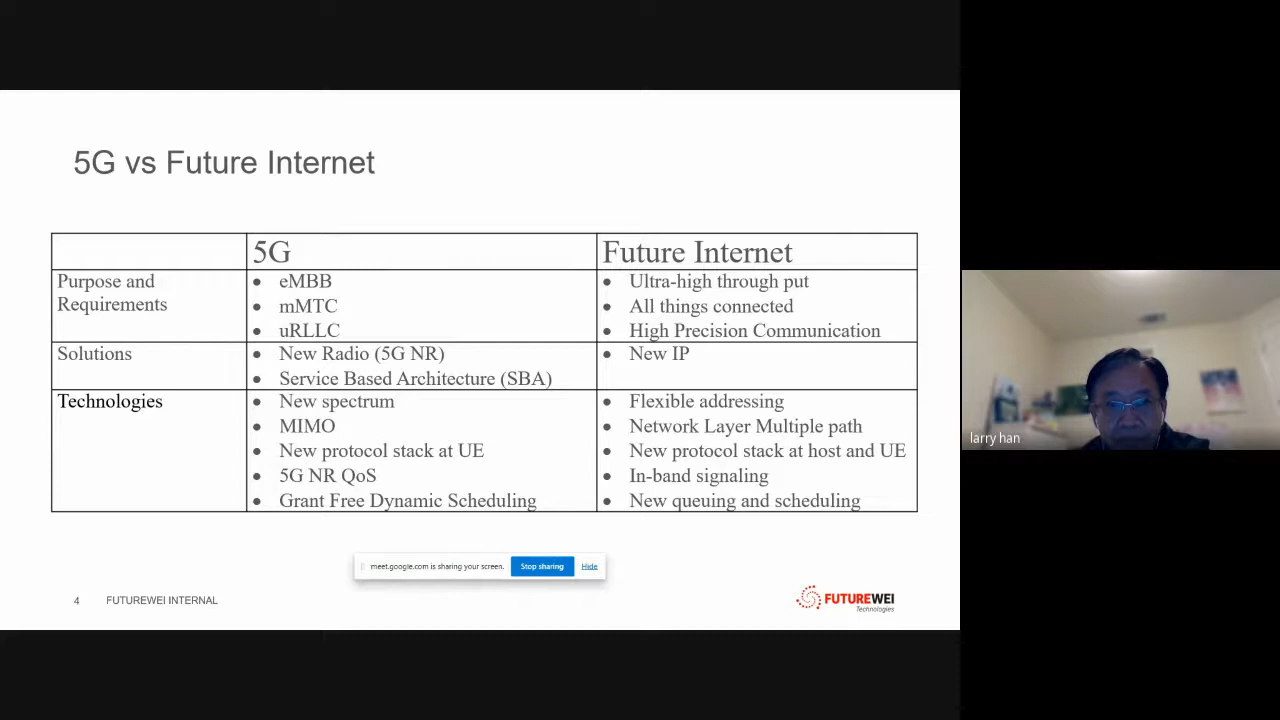 5G vs Future Internet
5G
Future Internet
Purpose and
Requirements
• eMBB
• mMTC
• uRLLC
• Ultra-high through put
• All things connected
• High Precision Communication
Solutions
• New Radio (5G NR)
• Service Based Architecture (SBA)
• New IP
Technologies
• New spectrum
• MIMO
• New protocol stack at UE
• 5G NR QoS
• Grant Free Dynamic Scheduling
• Flexible addressing
• Network Layer Multiple path
• New protocol stack at host and UE
• In-band signaling
• New queuing and scheduling
meet.google.com is sharing your screen. Stop sharing Hide
4 FUTUREWEI INTERNAL
FUTUREWEI
Technologies
larry han